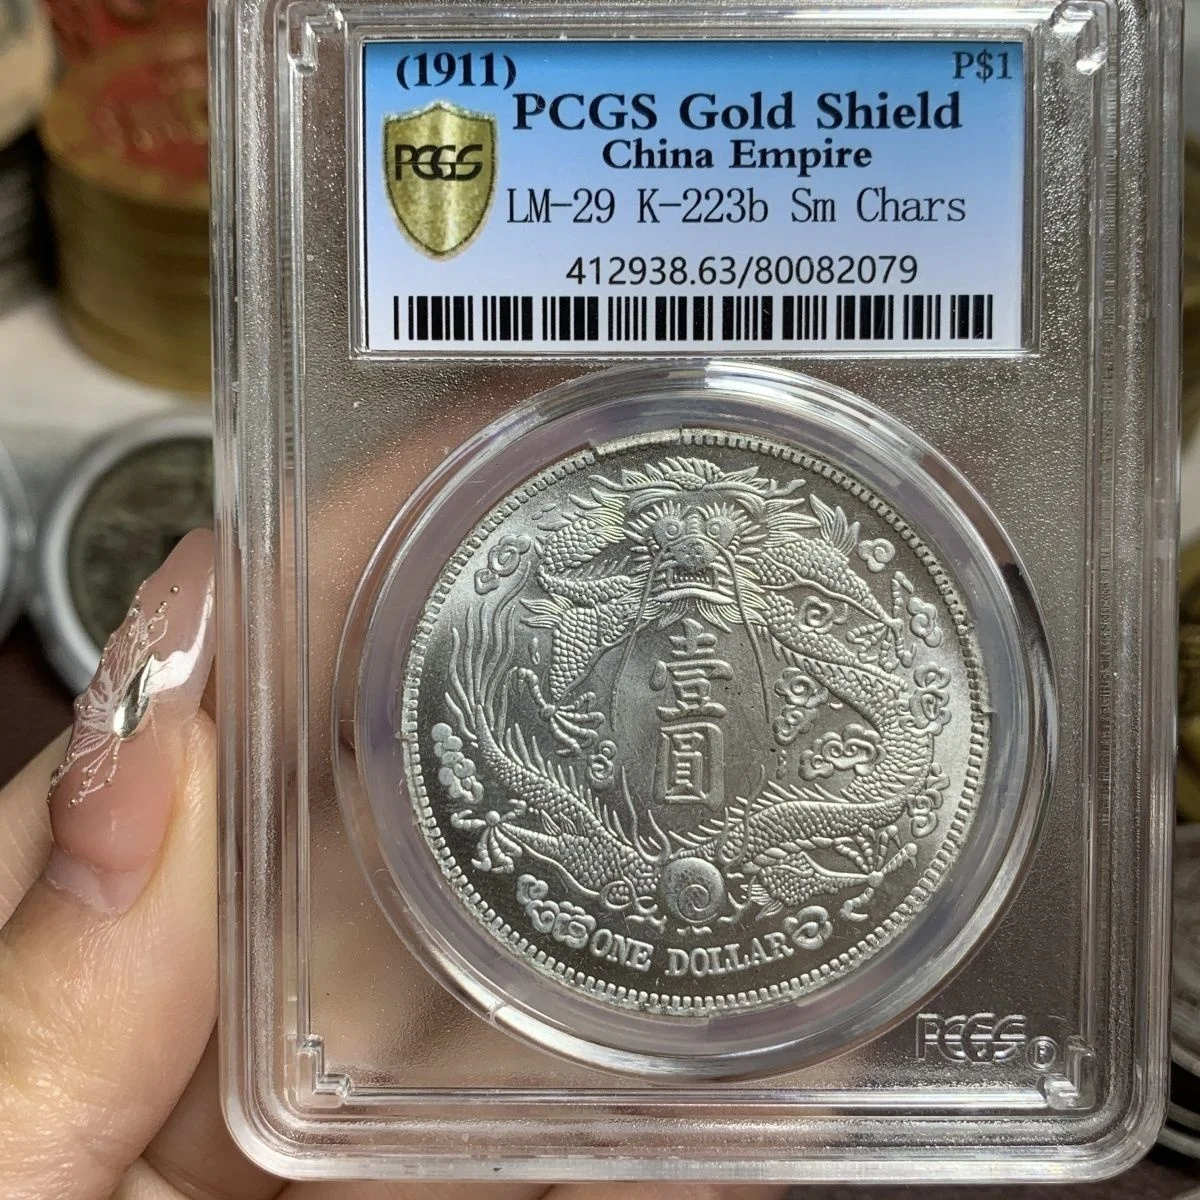 (1911) P$1
PCGS Gold Shield
PCGS
China Empire
LM-29 K-223b Sm Chars
412938.63/80082079
壹
圓
ONE DOLLAR
PCGS ®